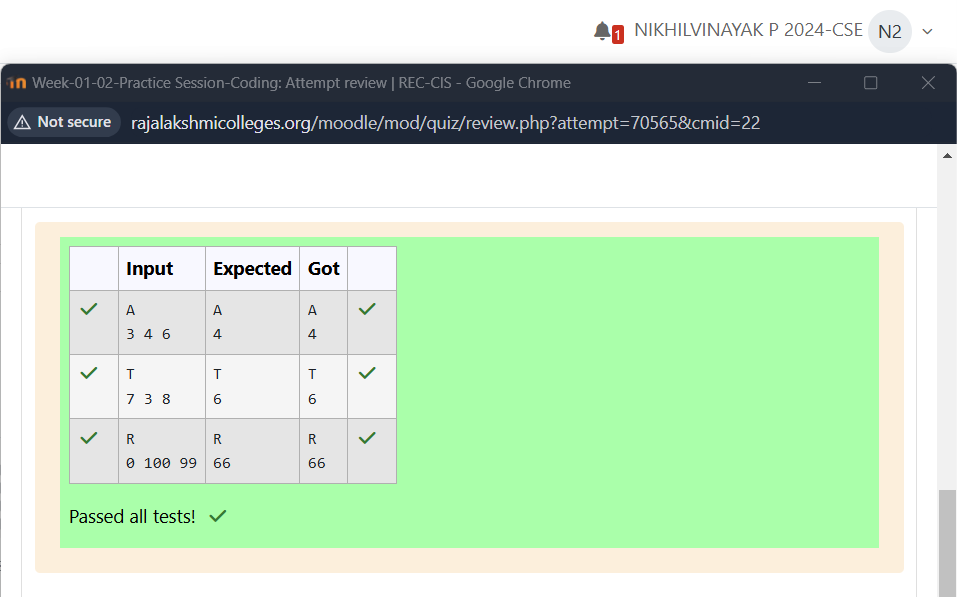 1 NIKHILVINAYAK P 2024-CSE N2
in Week-01-02-Practice Session-Coding: Attempt review | REC-CIS - Google Chrome
Not secure rajalakshmicolleges.org/moodle/mod/quiz/review.php?attempt=70565&cmid=22
Input Expected Got
A A A
3 4 6 4 4
T T T
7 3 8 6 6
R R R
0 100 99 66 66
Passed all tests!